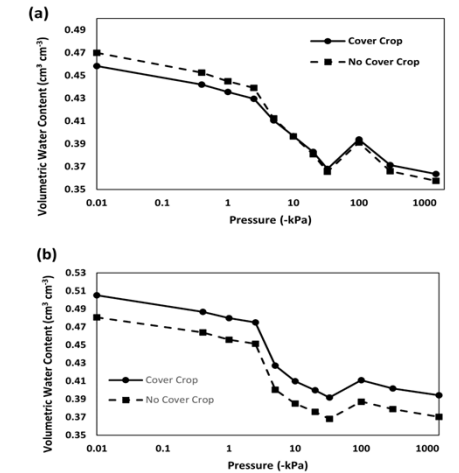 (a)
Volumetric Water Content (cm³ cm⁻³)
0.49
0.47
0.45
0.43
0.41
0.39
0.37
0.35
Cover Crop
No Cover Crop
0.01 0.1 1 10 100 1000
Pressure (-kPa)
(b)
Volumetric Water Content (cm³ cm⁻³)
0.53
0.51
0.49
0.47
0.45
0.43
0.41
0.39
0.37
0.35
Cover Crop
No Cover Crop
0.01 0.1 1 10 100 1000
Pressure (-kPa)